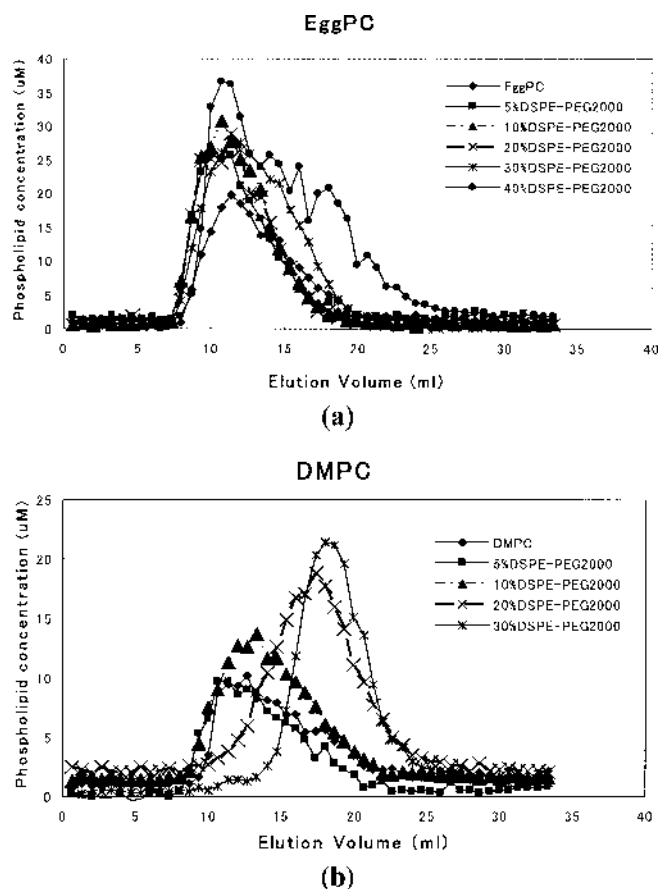 EggPC
Phospholipid concentration (uM)
40
35
30
25
20
15
10
5
0
0 5 10 15 20 25 30 35 40
Elution Volume (ml)
FggPC
5%DSPE-PEG2000
10%DSPE-PEG2000
20%DSPE-PEG2000
30%DSPE-PEG2000
40%DSPE-PEG2000
(a)
DMPC
Phospholipid concentration (uM)
25
20
15
10
5
0
0 5 10 15 20 25 30 35 40
Elution Volume (ml)
DMPC
5%DSPE-PEG2000
10%DSPE-PEG2000
20%DSPE-PEG2000
30%DSPE-PEG2000
(b)